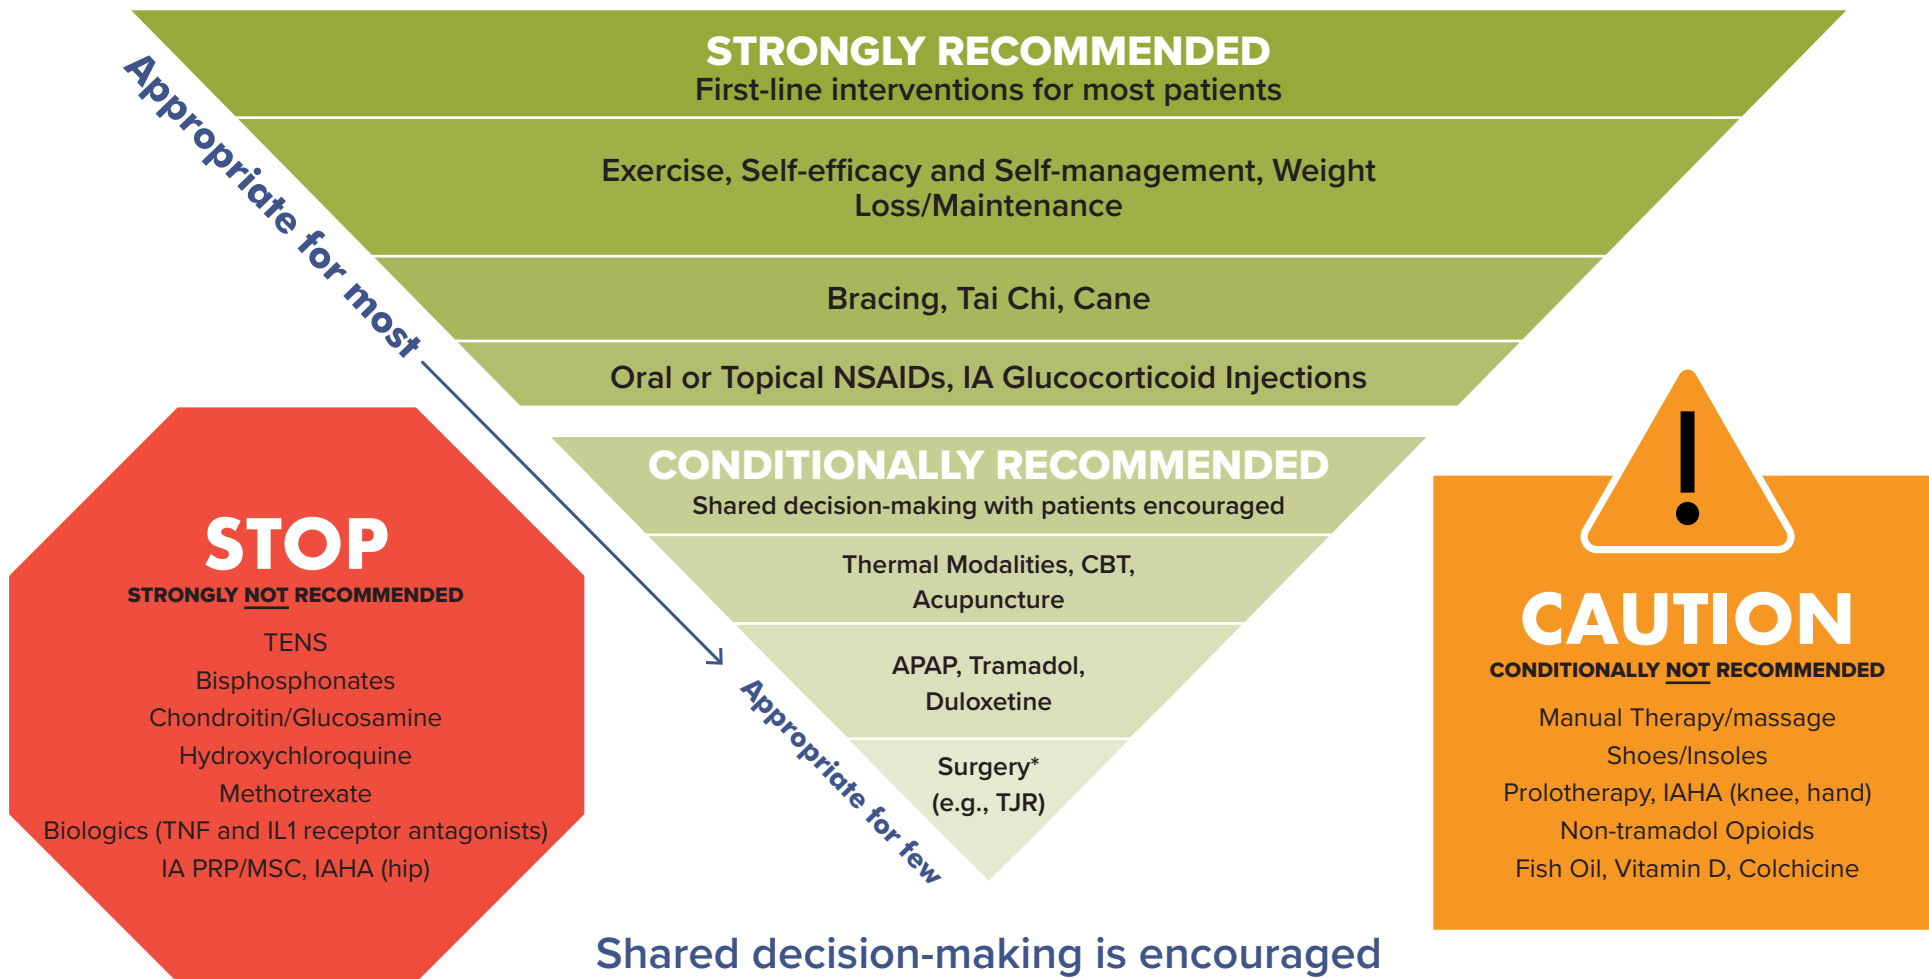 STRONGLY RECOMMENDED
First-line interventions for most patients
Exercise, Self-efficacy and Self-management, Weight
Loss/Maintenance
Bracing, Tai Chi, Cane
Oral or Topical NSAIDs, IA Glucocorticoid Injections
Appropriate for most
CONDITIONALLY RECOMMENDED
Shared decision-making with patients encouraged
Thermal Modalities, CBT,
Acupuncture
APAP, Tramadol,
Duloxetine
Surgery*
(e.g., TJR)
Appropriate for few
STOP
STRONGLY NOT RECOMMENDED
TENS
Bisphosphonates
Chondroitin/Glucosamine
Hydroxychloroquine
Methotrexate
Biologics (TNF and IL1 receptor antagonists)
IA PRP/MSC, IAHA (hip)
!
CAUTION
CONDITIONALLY NOT RECOMMENDED
Manual Therapy/massage
Shoes/Insoles
Prolotherapy, IAHA (knee, hand)
Non-tramadol Opioids
Fish Oil, Vitamin D, Colchicine
Shared decision-making is encouraged